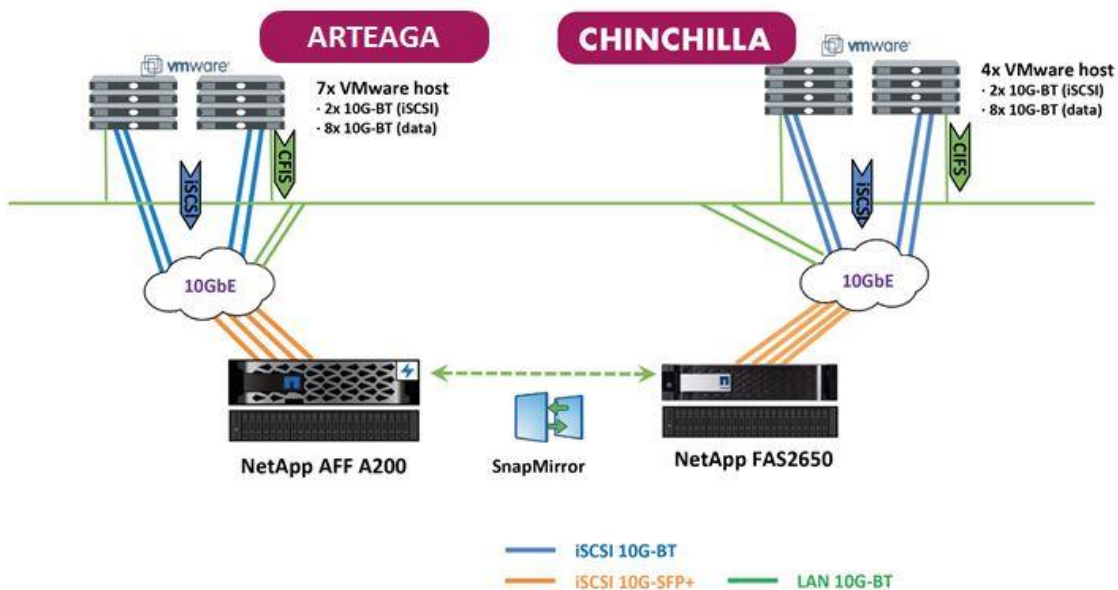 ARTEAGA
CHINCHILLA
vmware
vmware
7x VMware host
· 2x 10G-BT (iSCSI)
· 8x 10G-BT (data)
4x VMware host
· 2x 10G-BT (iSCSI)
· 8x 10G-BT (data)
iSCSI
CFIS
iSCSI
CIFS
10GbE
10GbE
NetApp AFF A200
SnapMirror
NetApp FAS2650
iSCSI 10G-BT
iSCSI 10G-SFP+
LAN 10G-BT